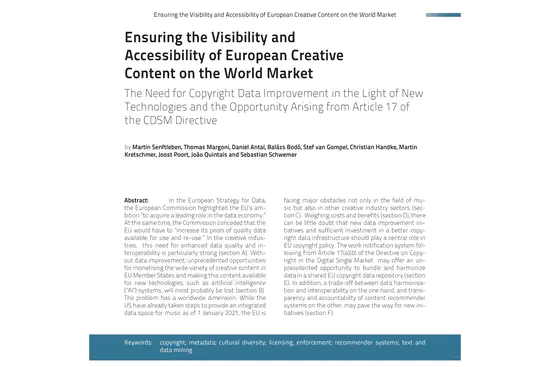 Ensuring the Visibility and Accessibility of European Creative Content on the World Market
Ensuring the Visibility and
Accessibility of European Creative
Content on the World Market
The Need for Copyright Data Improvement in the Light of New
Technologies and the Opportunity Arising from Article 17 of
the CDSM Directive
by Martin Senftleben, Thomas Margoni, Daniel Antal, Balázs Bodó, Stef van Gompel, Christian Handke, Martin
Kretschmer, Joost Poort, João Quintais and Sebastian Schwemer
Abstract: In the European Strategy for Data,
the European Commission highlighted the EU's am-
bition "to acquire a leading role in the data economy."
At the same time, the Commission conceded that the
EU would have to "increase its pools of quality data
available for use and re-use." In the creative indus-
tries, this need for enhanced data quality and in-
teroperability is particularly strong (section A). With-
out data improvement, unprecedented opportunities
for monetising the wide variety of creative content in
EU Member States and making this content available
for new technologies, such as artificial intelligence
("AI") systems, will most probably be lost (section B).
The problem has a worldwide dimension. While the
US have already taken steps to provide an integrated
data space for music as of 1 January 2021, the EU is
facing major obstacles not only in the field of mu-
sic but also in other creative industry sectors (sec-
tion C). Weighing costs and benefits (section D), there
can be little doubt that new data improvement ini-
tiatives and sufficient investment in a better copy-
right data infrastructure should play a central role in
EU copyright policy. The work notification system fol-
lowing from Article 17(4)(b) of the Directive on Copy-
right in the Digital Single Market may offer an un-
precedented opportunity to bundle and harmonize
data in a shared EU copyright data repository (section
E). In addition, a trade-off between data harmonisa-
tion and interoperability on the one hand, and trans-
parency and accountability of content recommender
systems on the other, may pave the way for new ini-
tiatives (section F).
Keywords: copyright; metadata; cultural diversity; licensing; enforcement; recommender systems; text and
data mining